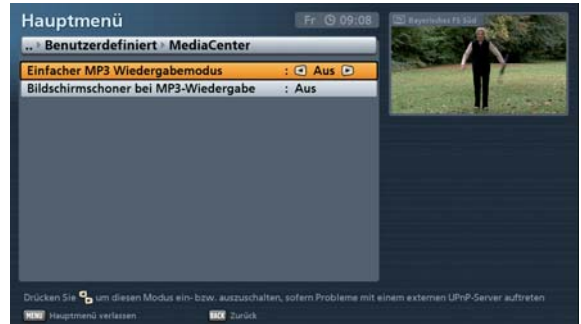 Hauptmenü
Fr 09:08
Bayerisches FS Süd
.. Benutzerdefiniert MediaCenter
Einfacher MP3 Wiedergabemodus : Aus
Bildschirmschoner bei MP3-Wiedergabe : Aus
Drücken Sie um diesen Modus ein- bzw. auszuschalten, sofern Probleme mit einem externen UPnP-Server auftreten
MENU Hauptmenü verlassen BACK Zurück